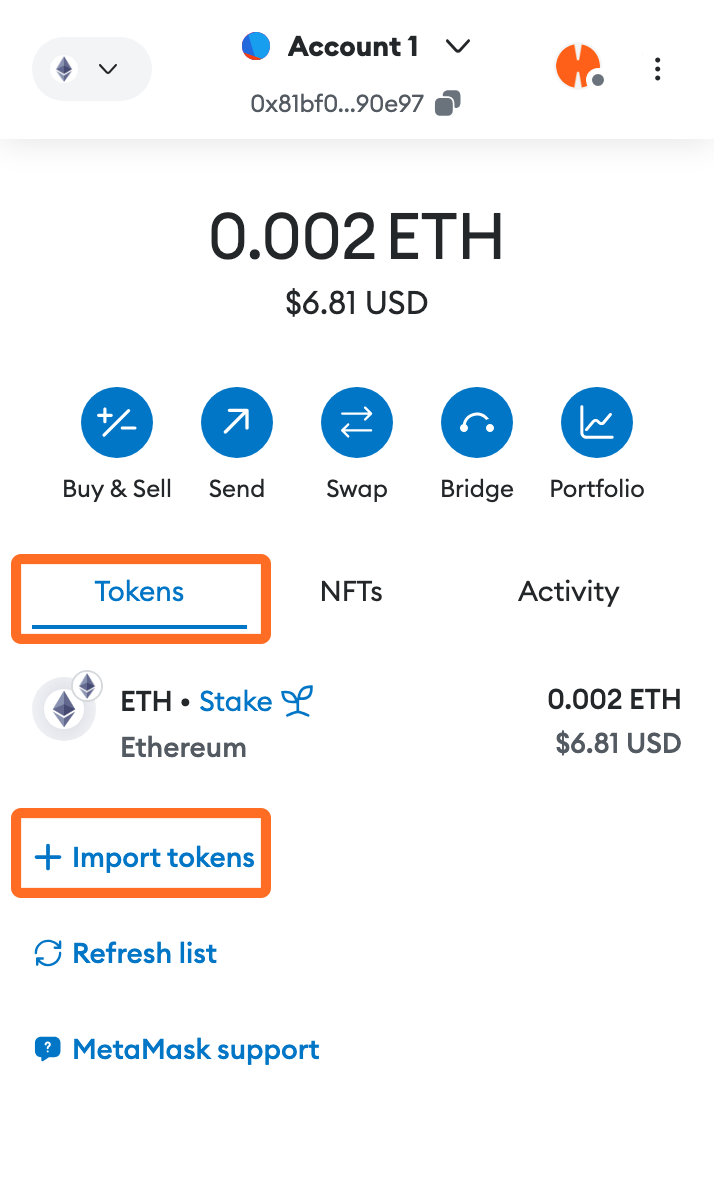 Account 1
0x81bf0...90e97
0.002 ETH
$6.81 USD
Buy & Sell Send Swap Bridge Portfolio
Tokens NFTs Activity
ETH • Stake 0.002 ETH
Ethereum $6.81 USD
+ Import tokens
Refresh list
? MetaMask support